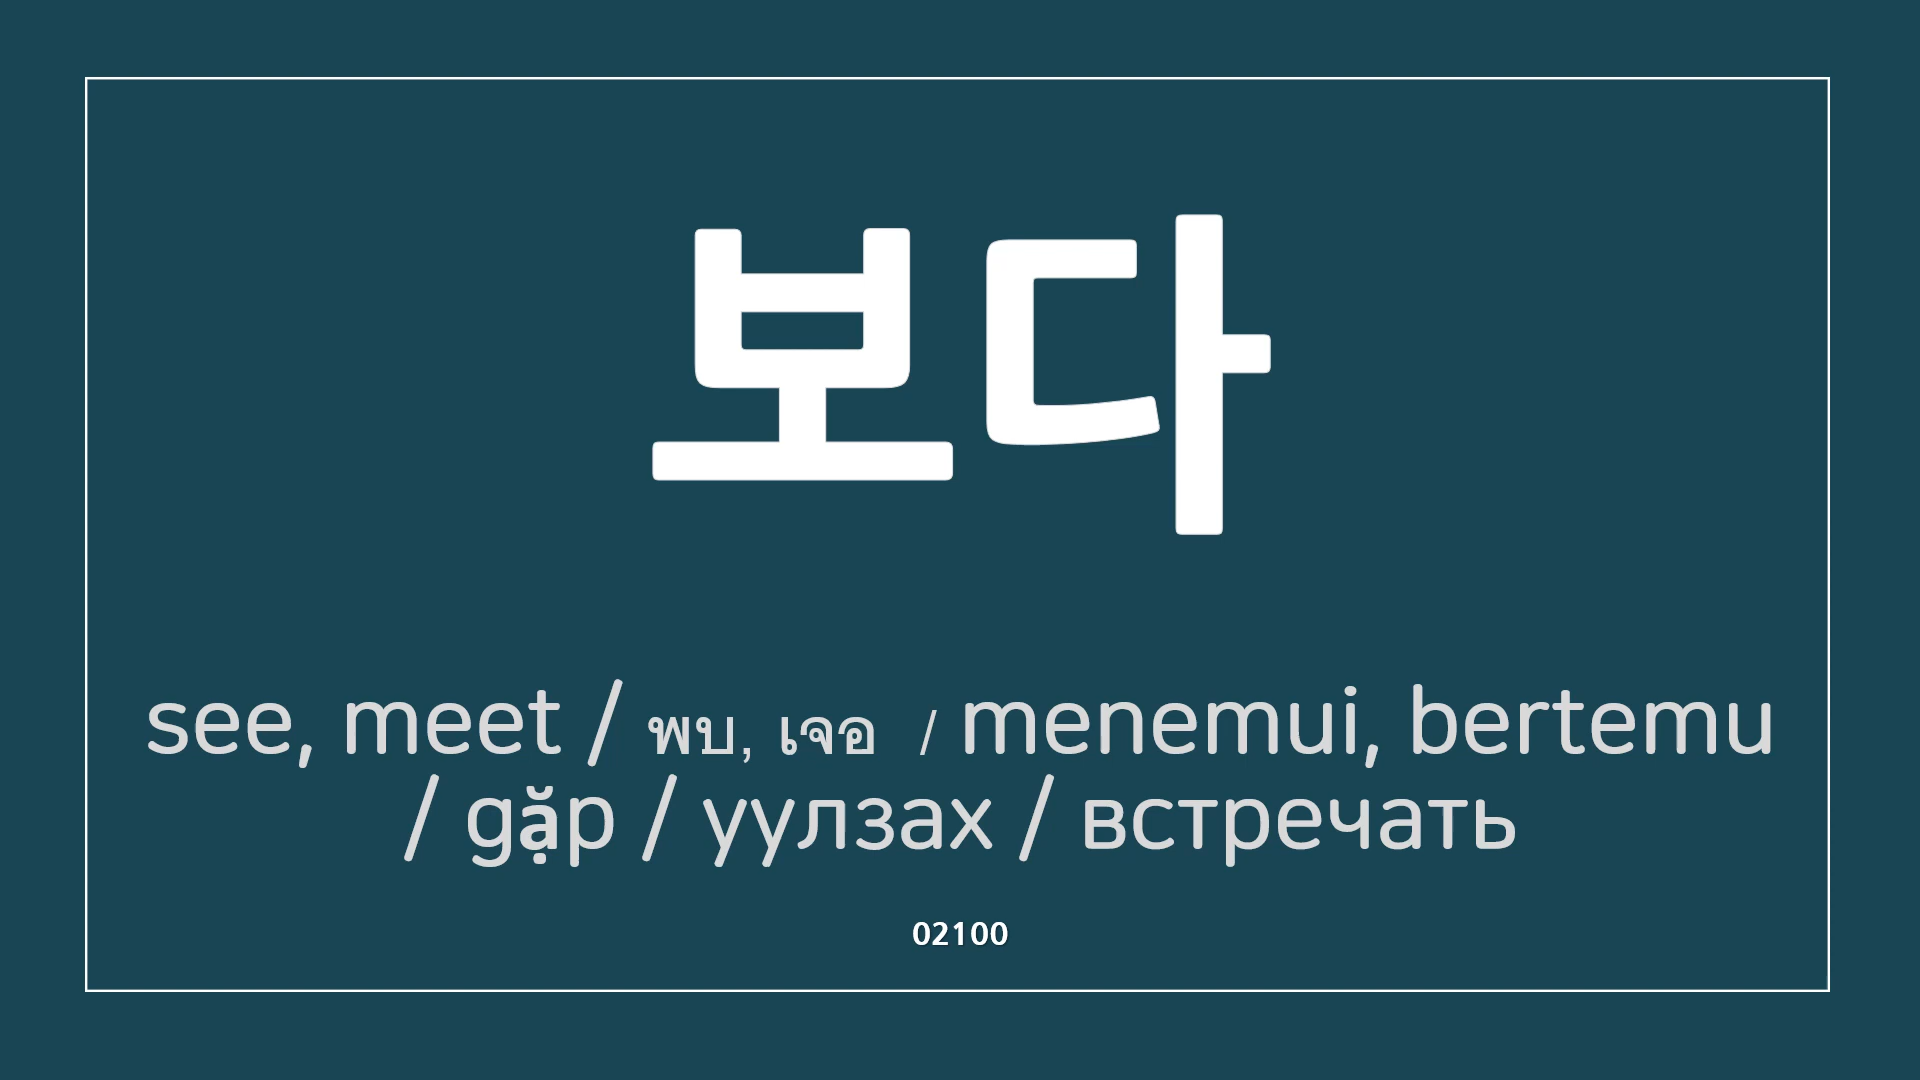 보다
see, meet / พบ, เจอ / menemui, bertemu
/ gặp / уулзах / встречать
02100